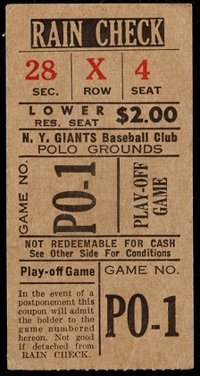 RAIN CHECK
28 X 4
SEC. ROW SEAT
LOWER
RES. SEAT $2.00
N. Y. GIANTS Baseball Club
POLO GROUNDS
GAME NO.
PO-1
PLAY-OFF
GAME
NOT REDEEMABLE FOR CASH
See Other Side For Conditions
Play-off Game
In the event of a
postponement this
coupon will admit
the holder to the
game numbered
hereon. Not good
if detached from
RAIN CHECK.
GAME NO.
PO-1